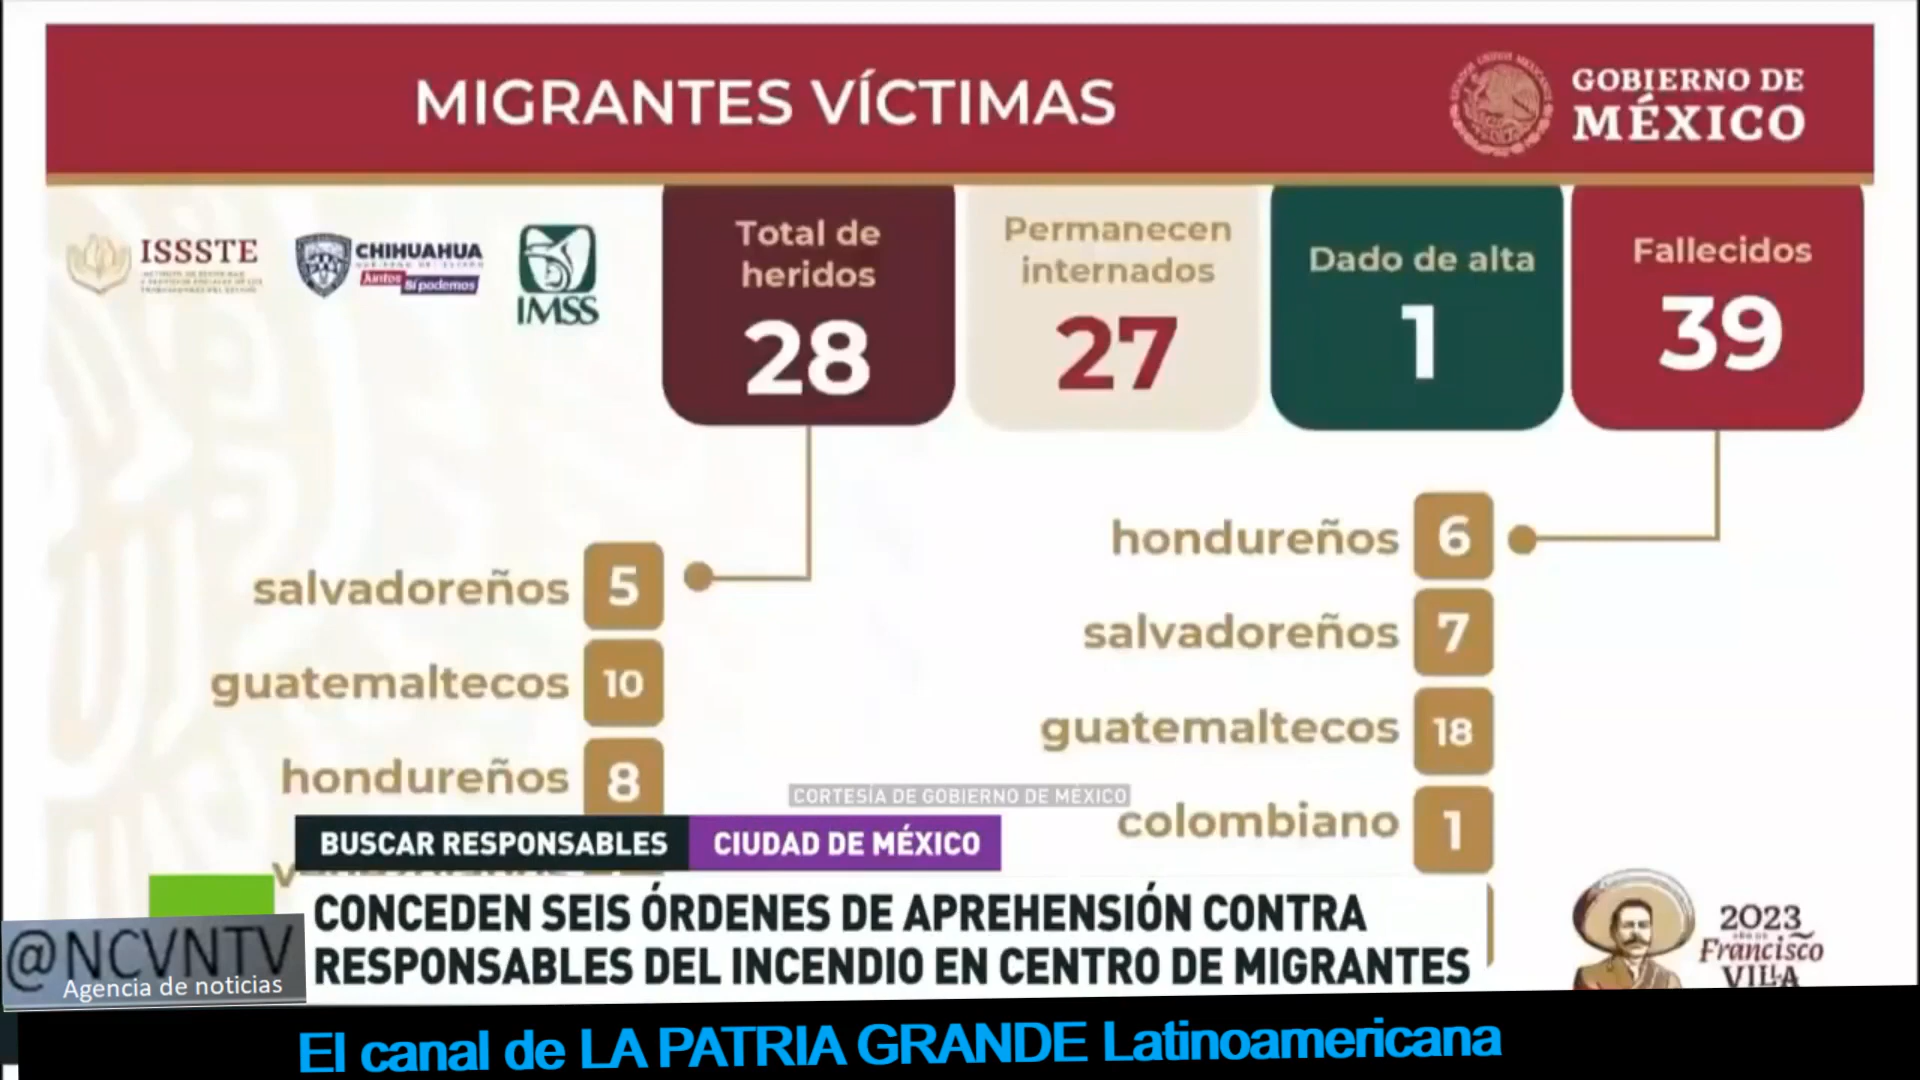 MIGRANTES VÍCTIMAS
GOBIERNO DE
MÉXICO
ISSSTE
CHIHUAHUA
Juntos
Sí podemos
IMSS
Total de
heridos
28
Permanecen
internados
27
Dado de alta
1
Fallecidos
39
salvadoreños 5
guatemaltecos 10
hondureños 8
hondureños 6
salvadoreños 7
guatemaltecos 18
colombiano 1
CORTESÍA DE GOBIERNO DE MÉXICO
BUSCAR RESPONSABLES
CIUDAD DE MÉXICO
CONCEDEN SEIS ÓRDENES DE APREHENSIÓN CONTRA
RESPONSABLES DEL INCENDIO EN CENTRO DE MIGRANTES
@NCVNTV
Agencia de noticias
2023
Francisco
VILLA
El canal de LA PATRIA GRANDE Latinoamericana